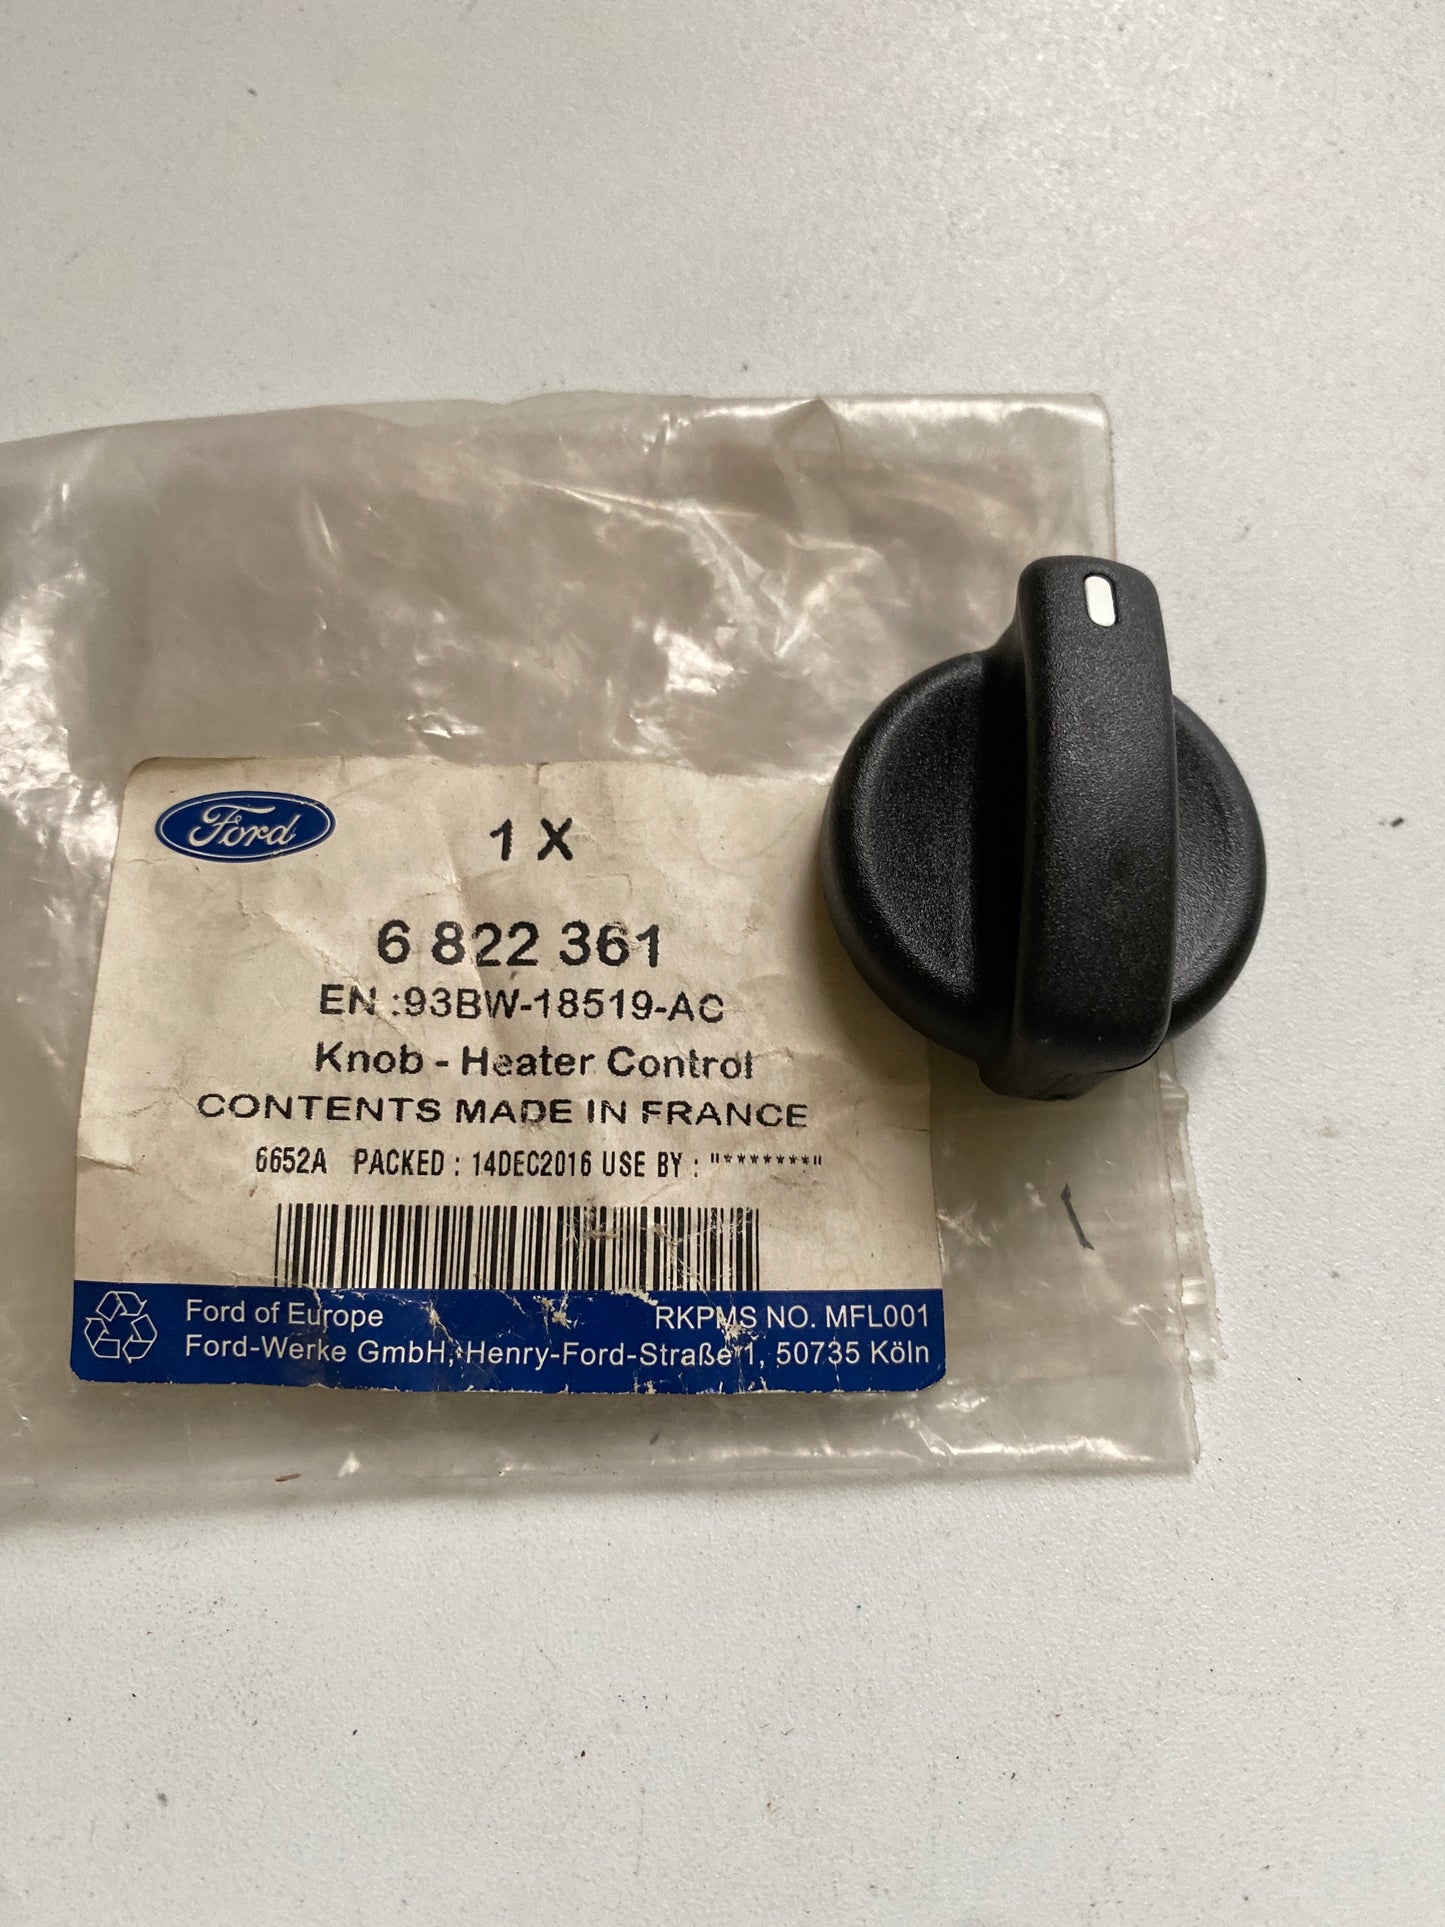 Ford
1 X
6 822 361
EN :93BW-18519-AC
Knob - Heater Control
CONTENTS MADE IN FRANCE
6652A PACKED : 14DEC2016 USE BY : "*******"
Ford of Europe RKPMS NO. MFL001
Ford-Werke GmbH, Henry-Ford-Straße 1, 50735 Köln